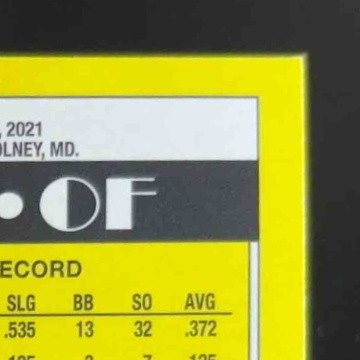 , 2021
OLNEY, MD.
• OF
ECORD
SLG BB SO AVG
.535 13 32 .372